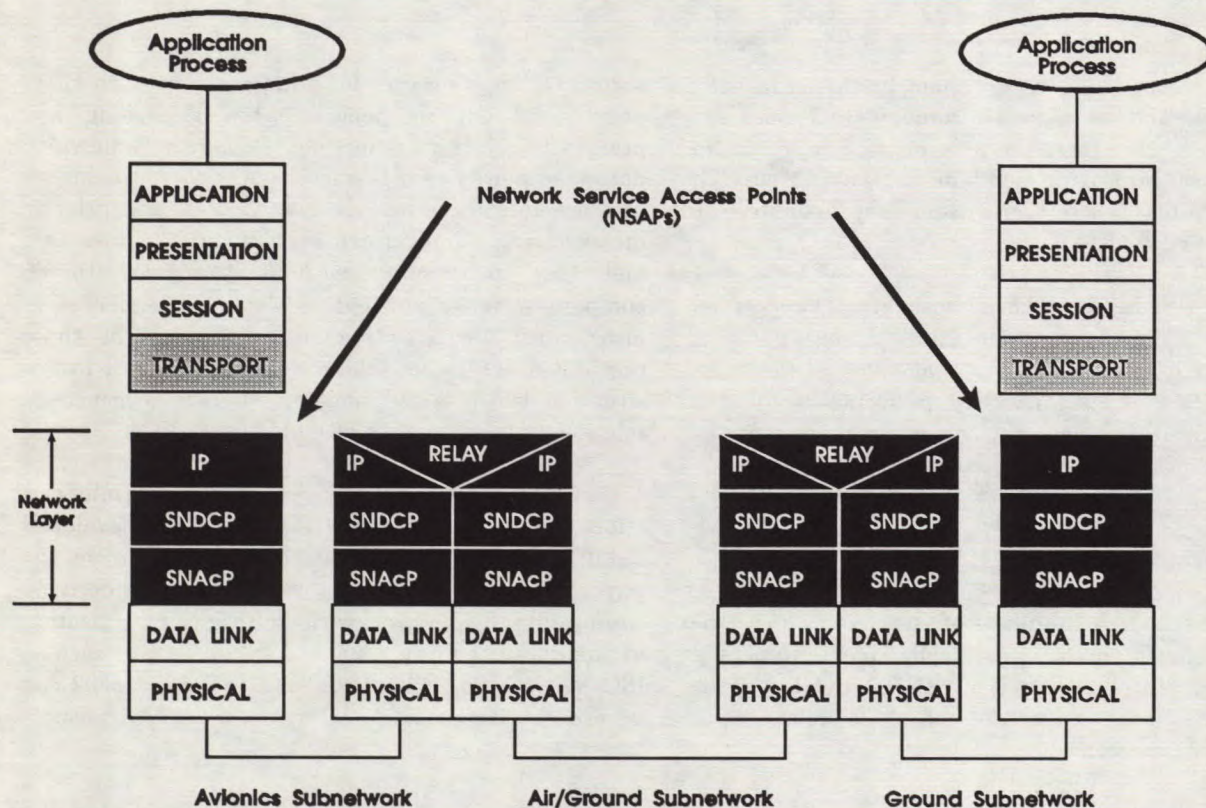 Application
Process
Application
Process
APPLICATION
PRESENTATION
SESSION
TRANSPORT
Network Service Access Points
(NSAPs)
APPLICATION
PRESENTATION
SESSION
TRANSPORT
Network
Layer
IP
SNDCP
SNAcP
DATA LINK
PHYSICAL
IP RELAY IP
SNDCP SNDCP
SNAcP SNAcP
DATA LINK DATA LINK
PHYSICAL PHYSICAL
IP RELAY IP
SNDCP SNDCP
SNAcP SNAcP
DATA LINK DATA LINK
PHYSICAL PHYSICAL
IP
SNDCP
SNAcP
DATA LINK
PHYSICAL
Avionics Subnetwork
Air/Ground Subnetwork
Ground Subnetwork